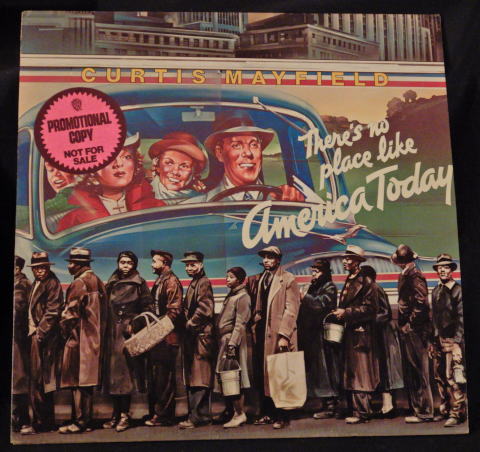 CURTIS MAYFIELD
PROMOTIONAL
COPY
NOT FOR
SALE
There's no
place like
America Today